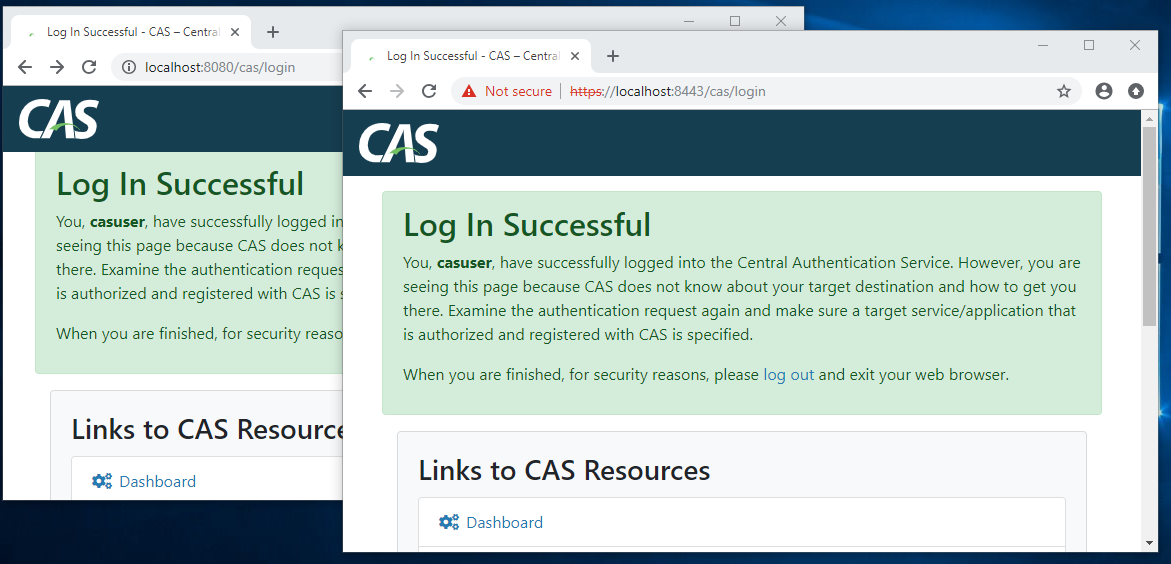 Log In Successful - CAS – Central
localhost:8080/cas/login
CAS
Log In Successful
You, casuser, have successfully logged in
seeing this page because CAS does not k
there. Examine the authentication reques
is authorized and registered with CAS is s
When you are finished, for security reaso
Links to CAS Resource
Dashboard
Log In Successful - CAS – Central
Not secure | https://localhost:8443/cas/login
CAS
Log In Successful
You, casuser, have successfully logged into the Central Authentication Service. However, you are
seeing this page because CAS does not know about your target destination and how to get you
there. Examine the authentication request again and make sure a target service/application that
is authorized and registered with CAS is specified.
When you are finished, for security reasons, please log out and exit your web browser.
Links to CAS Resources
Dashboard